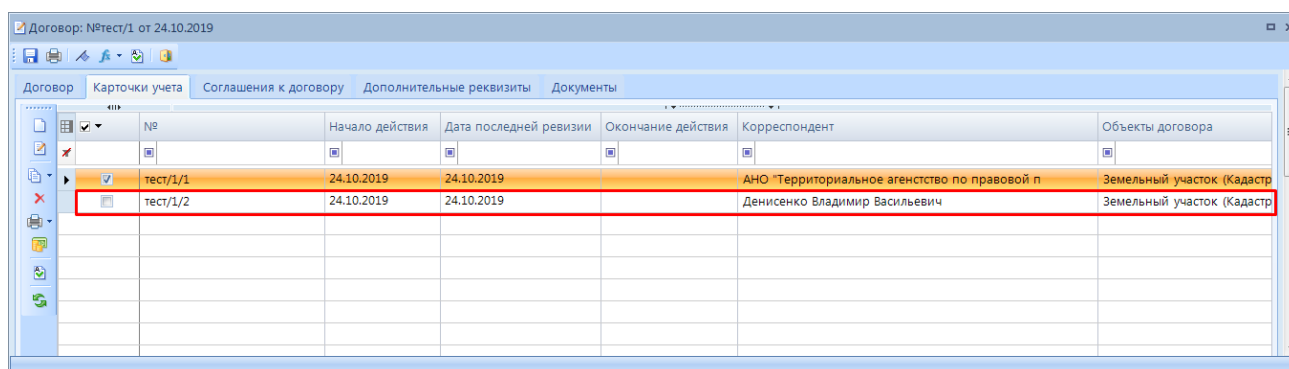 Договор: №тест/1 от 24.10.2019
Договор Карточки учета Соглашения к договору Дополнительные реквизиты Документы
№ Начало действия Дата последней ревизии Окончание действия Корреспондент Объекты договора
тест/1/1 24.10.2019 24.10.2019 АНО "Территориальное агенстство по правовой п Земельный участок (Кадастр
тест/1/2 24.10.2019 24.10.2019 Денисенко Владимир Васильевич Земельный участок (Кадастр